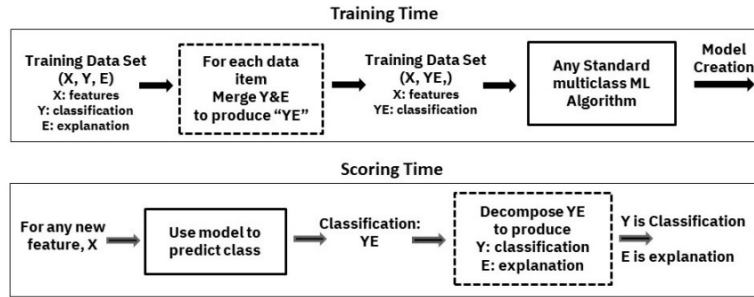 Training Time
Training Data Set
(X, Y, E)
X: features
Y: classification
E: explanation
For each data
item
Merge Y&E
to produce “YE”
Training Data Set
(X, YE,)
X: features
YE: classification
Any Standard
multiclass ML
Algorithm
Model
Creation
Scoring Time
For any new
feature, X
Use model to
predict class
Classification:
YE
Decompose YE
to produce
Y: classification
E: explanation
Y is Classification
E is explanation